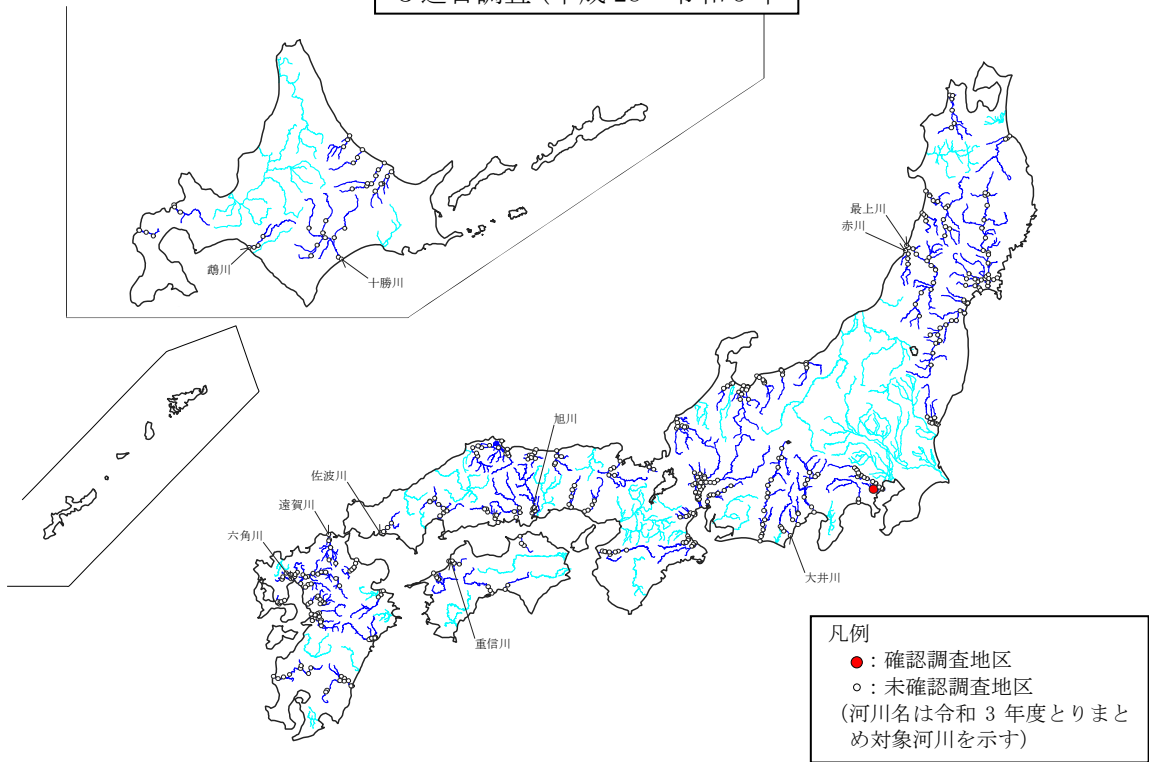 最上川
赤川
鵡川
十勝川
旭川
佐波川
遠賀川
六角川
大井川
重信川
凡例
●：確認調査地区
○：未確認調査地区
(河川名は令和 3 年度とりまと
め対象河川を示す)